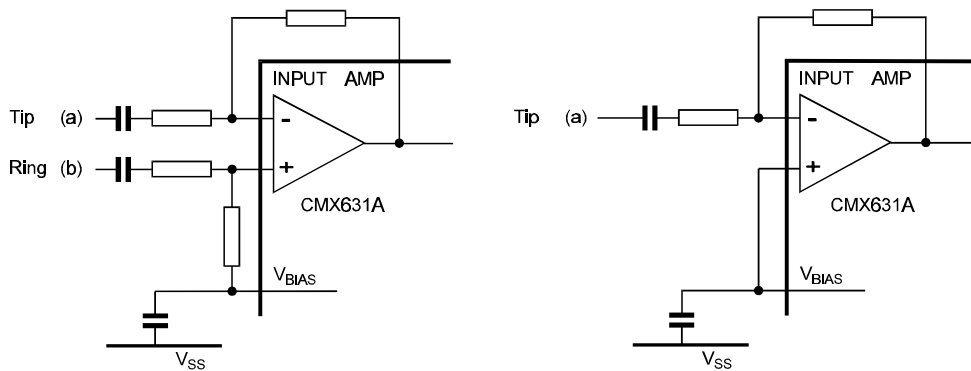 INPUT AMP
Tip (a)
-
Ring (b)
+
CMX631A
VBIAS
VSS
INPUT AMP
Tip (a)
-
+
CMX631A
VBIAS
VSS